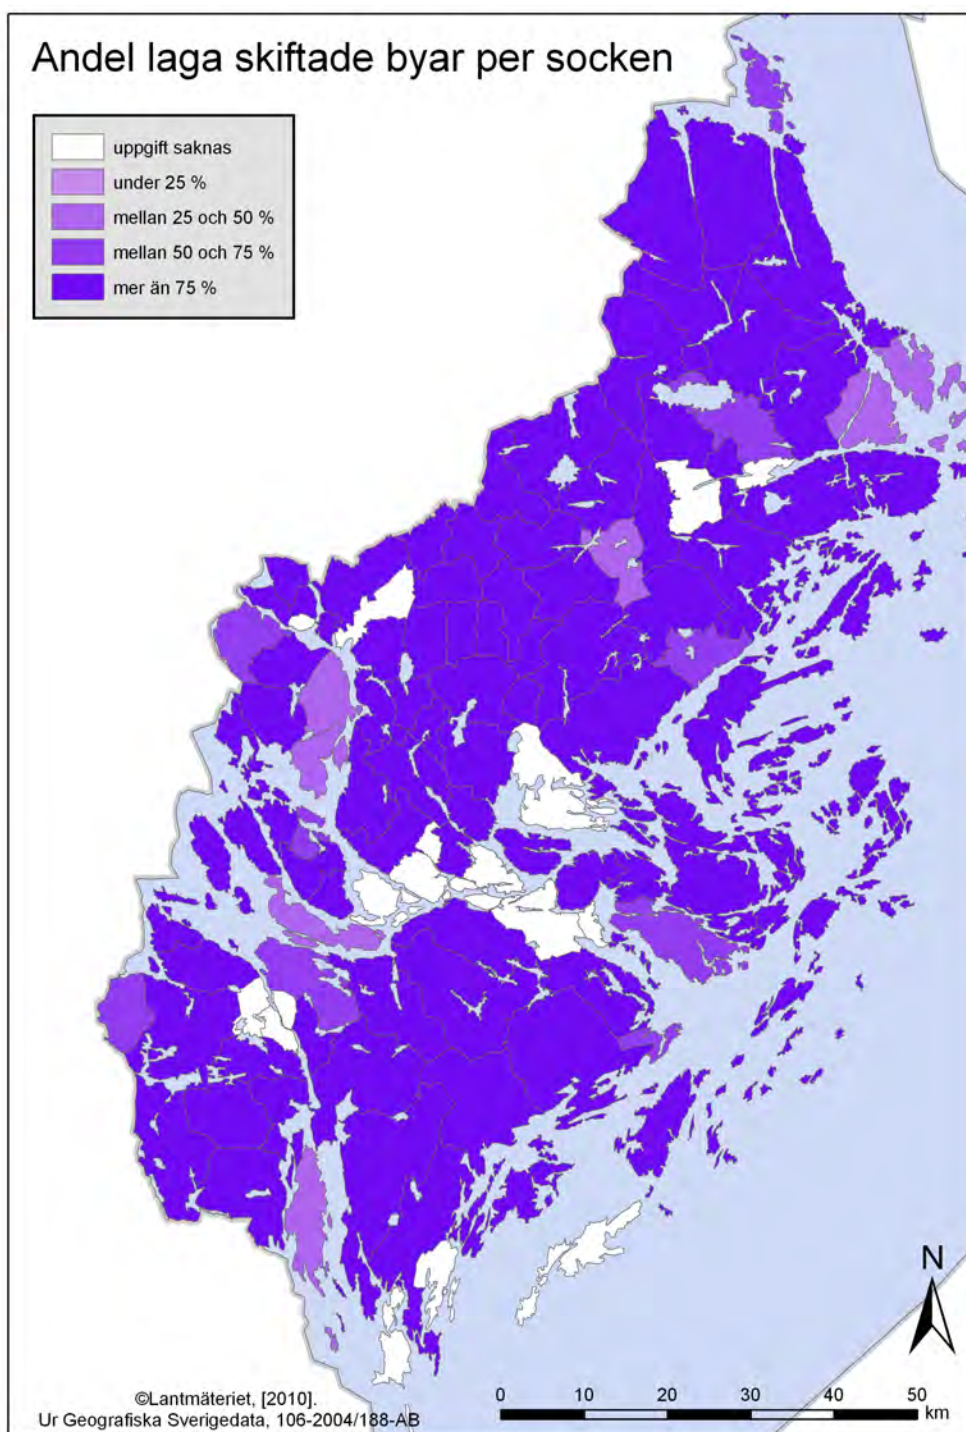 Andel laga skiftade byar per socken
uppgift saknas
under 25 %
mellan 25 och 50 %
mellan 50 och 75 %
mer än 75 %
N
0 10 20 30 40 50
km
©Lantmäteriet, [2010].
Ur Geografiska Sverigedata, 106-2004/188-AB